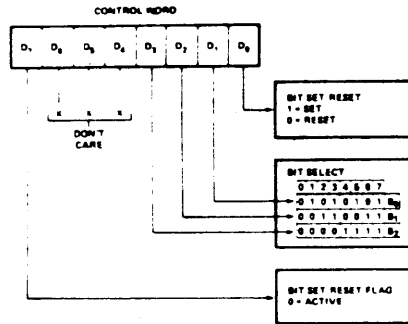 CONTROL WORD
D7 D6 D5 D4 D3 D2 D1 D0
BIT SET RESET
1 = SET
0 = RESET
X X X
DON'T
CARE
BIT SELECT
0 1 2 3 4 5 6 7
0 1 0 1 0 1 0 1 B0
0 0 1 1 0 0 1 1 B1
0 0 0 0 1 1 1 1 B2
BIT SET RESET FLAG
0 = ACTIVE